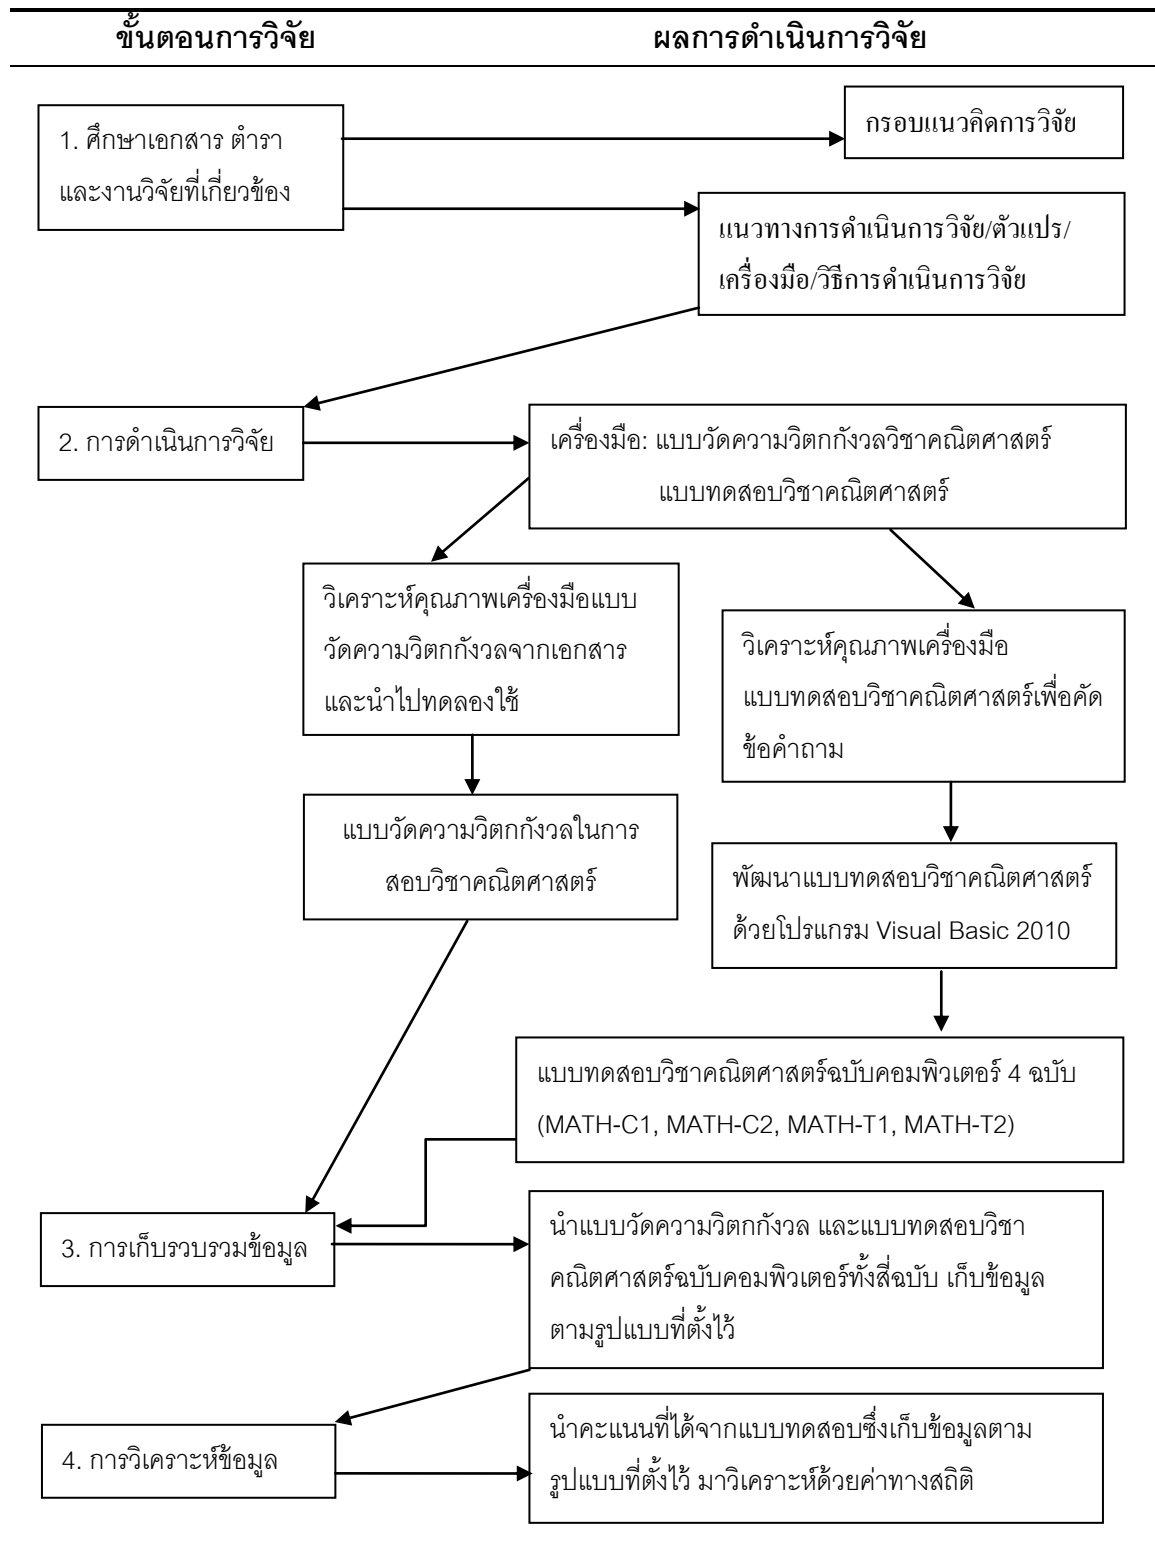 ขั้นตอนการวิจัย
ผลการดำเนินการวิจัย
1. ศึกษาเอกสาร ตำรา
และงานวิจัยที่เกี่ยวข้อง
กรอบแนวคิดการวิจัย
แนวทางการดำเนินการวิจัย/ตัวแปร/
เครื่องมือ/วิธีการดำเนินการวิจัย
2. การดำเนินการวิจัย
เครื่องมือ: แบบวัดความวิตกกังวลวิชาคณิตศาสตร์
แบบทดสอบวิชาคณิตศาสตร์
วิเคราะห์คุณภาพเครื่องมือแบบ
วัดความวิตกกังวลจากเอกสาร
และนำไปทดลองใช้
วิเคราะห์คุณภาพเครื่องมือ
แบบทดสอบวิชาคณิตศาสตร์เพื่อคัด
ข้อคำถาม
แบบวัดความวิตกกังวลในการ
สอบวิชาคณิตศาสตร์
พัฒนาแบบทดสอบวิชาคณิตศาสตร์
ด้วยโปรแกรม Visual Basic 2010
แบบทดสอบวิชาคณิตศาสตร์ฉบับคอมพิวเตอร์ 4 ฉบับ
(MATH-C1, MATH-C2, MATH-T1, MATH-T2)
3. การเก็บรวบรวมข้อมูล
นำแบบวัดความวิตกกังวล และแบบทดสอบวิชา
คณิตศาสตร์ฉบับคอมพิวเตอร์ทั้งสี่ฉบับ เก็บข้อมูล
ตามรูปแบบที่ตั้งไว้
4. การวิเคราะห์ข้อมูล
นำคะแนนที่ได้จากแบบทดสอบซึ่งเก็บข้อมูลตาม
รูปแบบที่ตั้งไว้ มาวิเคราะห์ด้วยค่าทางสถิติ